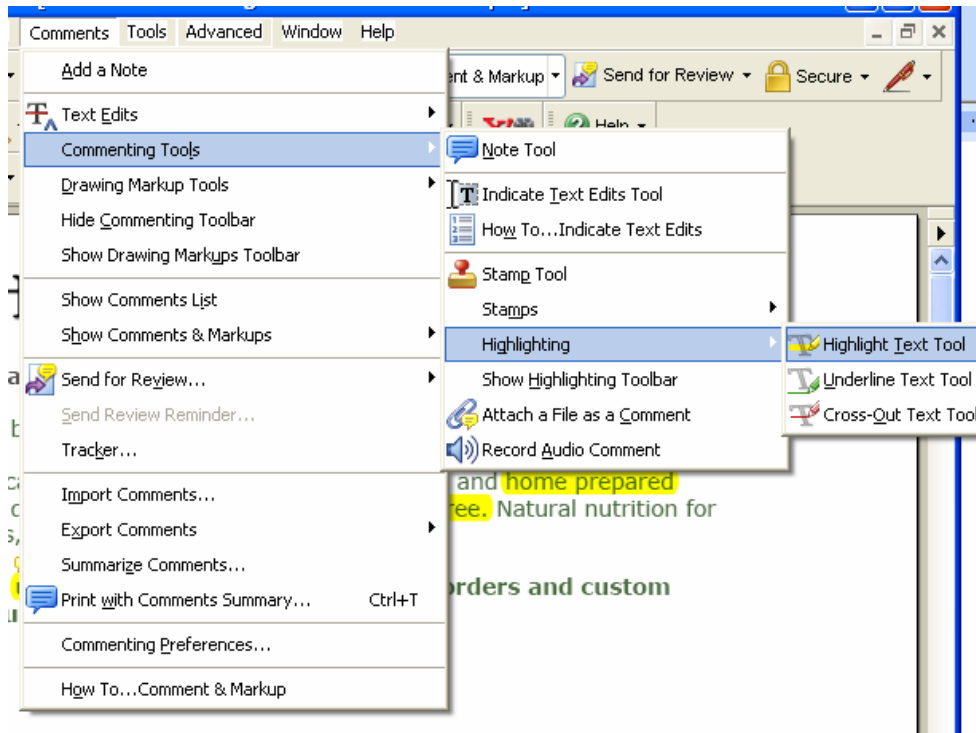 Comments Tools Advanced Window Help
Add a Note
Text Edits
Commenting Tools
Drawing Markup Tools
Hide Commenting Toolbar
Show Drawing Markups Toolbar
Show Comments List
Show Comments & Markups
Send for Review...
Send Review Reminder...
Tracker...
Import Comments...
Export Comments
Summarize Comments...
Print with Comments Summary... Ctrl+T
Commenting Preferences...
How To...Comment & Markup
& Markup Send for Review Secure
Help
Note Tool
Indicate Text Edits Tool
How To...Indicate Text Edits
Stamp Tool
Stamps
Highlighting
Show Highlighting Toolbar
Attach a File as a Comment
Record Audio Comment
Highlight Text Tool
Underline Text Tool
Cross-Out Text Tool
and home prepared
Natural nutrition for
orders and custom